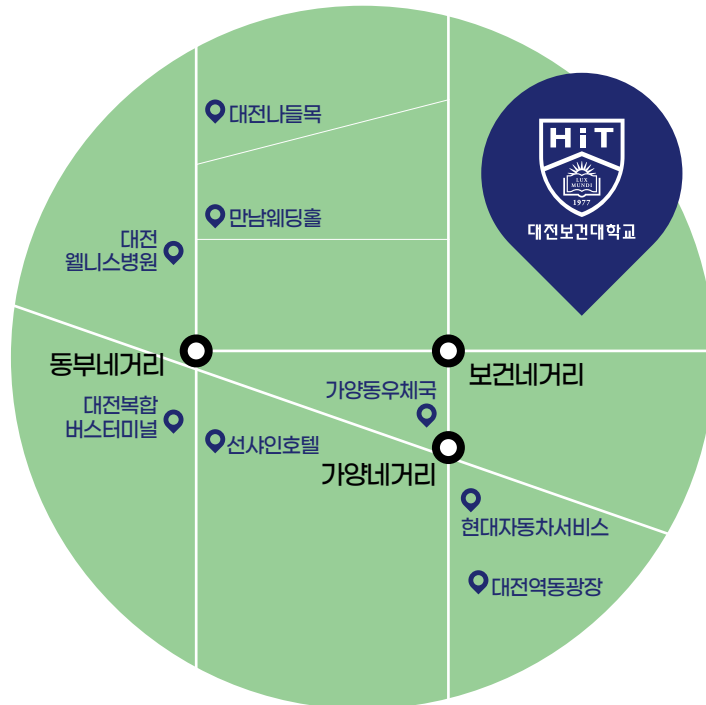 대전나들목
HiT
LUX
MUNDI
1977
대전보건대학교
만남웨딩홀
대전
웰니스병원
동부네거리
보건네거리
가양동우체국
대전복합
버스터미널
선샤인호텔
가양네거리
현대자동차서비스
대전역동광장